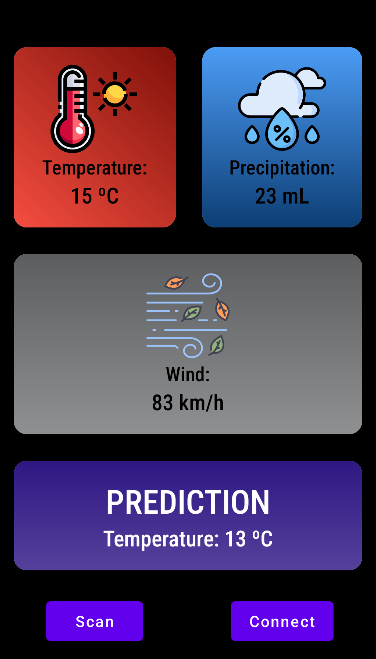 Temperature:
15 ºC
%
Precipitation:
23 mL
Wind:
83 km/h
PREDICTION
Temperature: 13 ºC
Scan
Connect